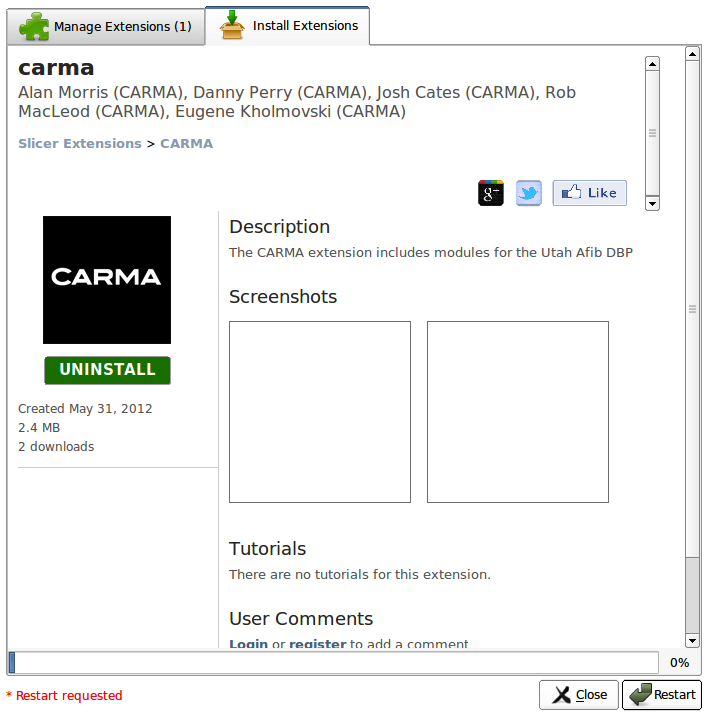 Manage Extensions (1)
Install Extensions
carma
Alan Morris (CARMA), Danny Perry (CARMA), Josh Cates (CARMA), Rob
MacLeod (CARMA), Eugene Kholmovski (CARMA)
Slicer Extensions > CARMA
g+
Like
CARMA
UNINSTALL
Created May 31, 2012
2.4 MB
2 downloads
Description
The CARMA extension includes modules for the Utah Afib DBP
Screenshots
Tutorials
There are no tutorials for this extension.
User Comments
Login or register to add a comment
0%
* Restart requested
Close
Restart